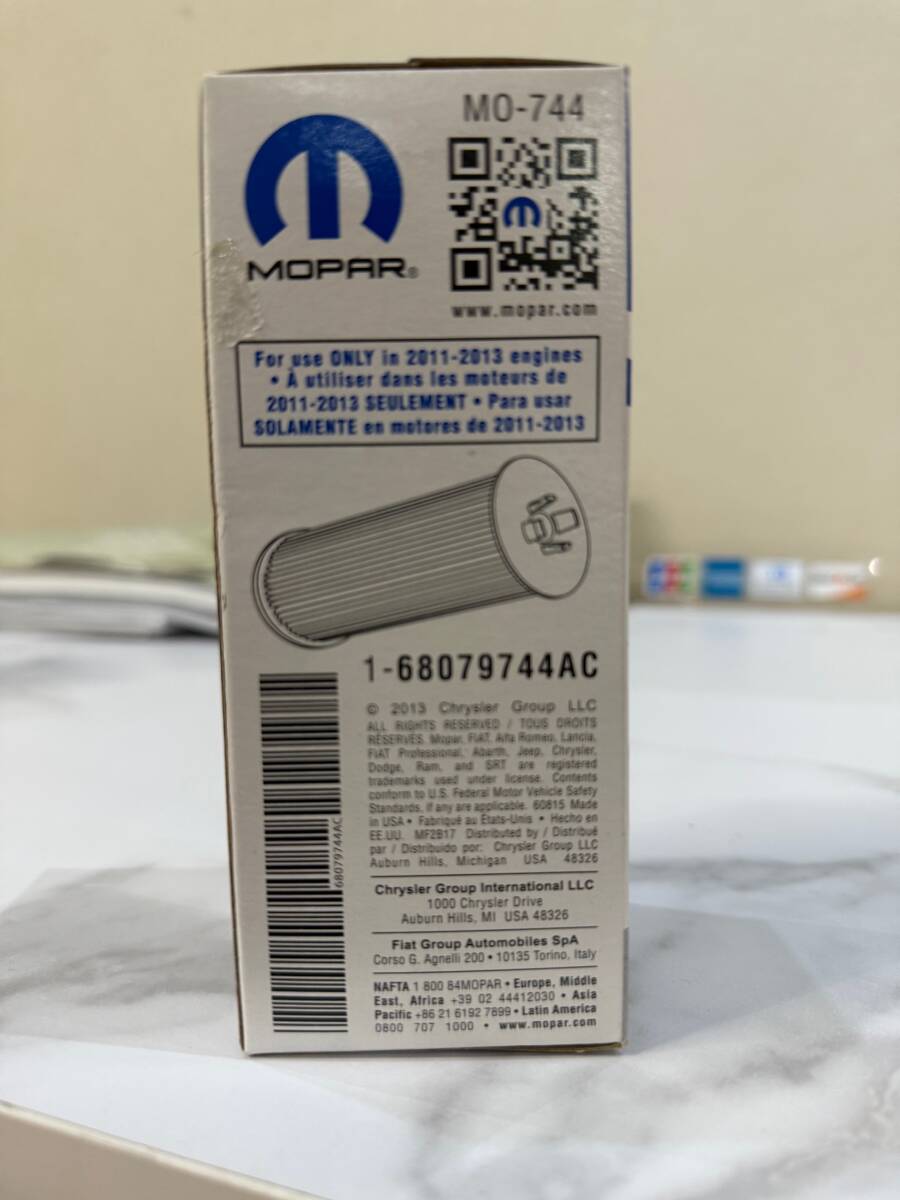 MO-744
MOPAR®
www.mopar.com
For use ONLY in 2011-2013 engines
• À utiliser dans les moteurs de
2011-2013 SEULEMENT • Para usar
SOLAMENTE en motores de 2011-2013
1-68079744AC
© 2013 Chrysler Group LLC
ALL RIGHTS RESERVED / TOUS DROITS
RÉSERVÉS. Mopar, FIAT, Alfa Romeo, Lancia,
FIAT Professional, Abarth, Jeep, Chrysler,
Dodge, Ram, and SRT are registered
trademarks used under license. Contents
conform to U.S. Federal Motor Vehicle Safety
Standards, if any are applicable. 60815 Made
in USA • Fabriqué au États-Unis • Hecho en
EE.UU. MF2B17 Distributed by / Distribué
par / Distribuido por: Chrysler Group LLC
Auburn Hills, Michigan USA 48326
68079744AC
Chrysler Group International LLC
1000 Chrysler Drive
Auburn Hills, MI USA 48326
Fiat Group Automobiles SpA
Corso G. Agnelli 200 • 10135 Torino, Italy
NAFTA 1 800 84MOPAR • Europe, Middle
East, Africa +39 02 44412030 • Asia
Pacific +86 21 6192 7899 • Latin America
0800 707 1000 • www.mopar.com